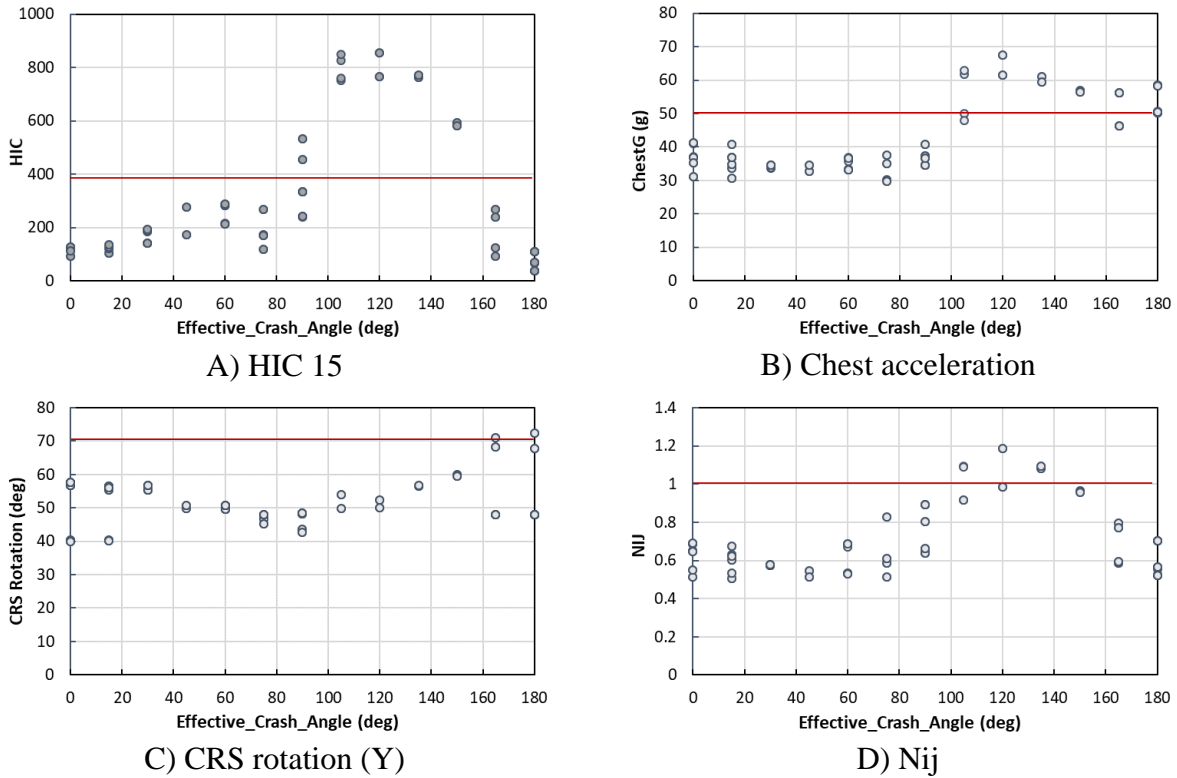 1000
800
600
400
200
0
HIC
0 20 40 60 80 100 120 140 160 180
Effective_Crash_Angle (deg)
A) HIC 15
80
70
60
50
40
30
20
10
0
ChestG (g)
0 20 40 60 80 100 120 140 160 180
Effective_Crash_Angle (deg)
B) Chest acceleration
80
70
60
50
40
30
20
10
0
CRS Rotation (deg)
0 20 40 60 80 100 120 140 160 180
Effective_Crash_Angle (deg)
C) CRS rotation (Y)
1.4
1.2
1
0.8
0.6
0.4
0.2
0
NIJ
0 20 40 60 80 100 120 140 160 180
Effective_Crash_Angle (deg)
D) Nij